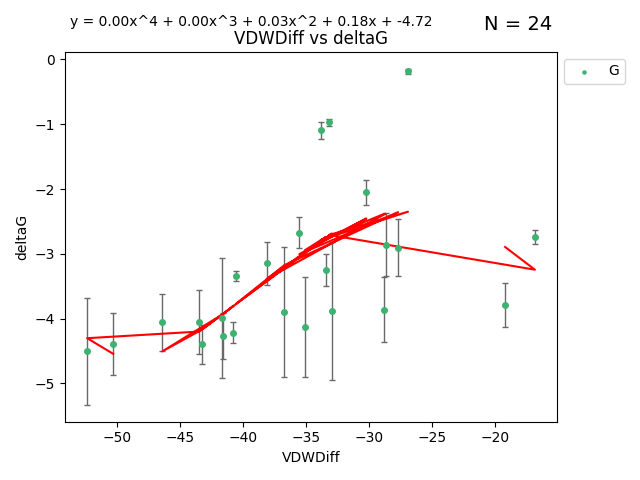 y = 0.00x^4 + 0.00x^3 + 0.03x^2 + 0.18x + -4.72
N = 24
VDWDiff vs deltaG
G
0
−1
−2
−3
−4
−5
deltaG
−50 −45 −40 −35 −30 −25 −20
VDWDiff